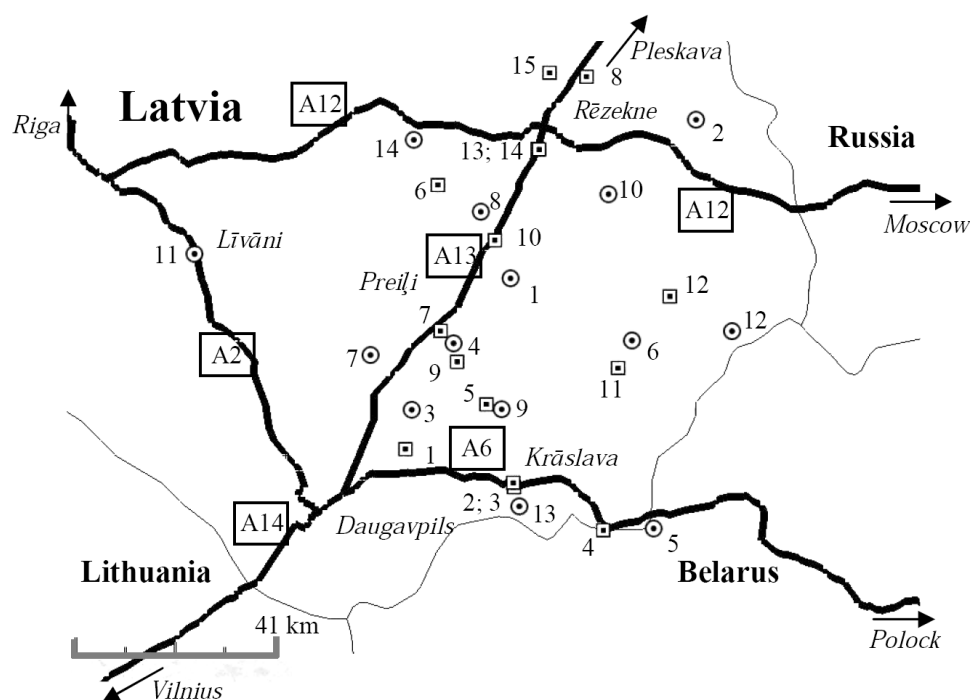 Pleskava
15
8
Latvia
A12
Rēzekne
Riga
2
Russia
14
13; 14
6
8
10
A12
Moscow
10
11
Līvāni
A13
1
Preiļi
12
7
12
A2
7
4
6
9
11
5
3
9
A6
1
Krāslava
2; 3
13
A14
Daugavpils
4
5
Lithuania
Belarus
41 km
Polock
Vilnius